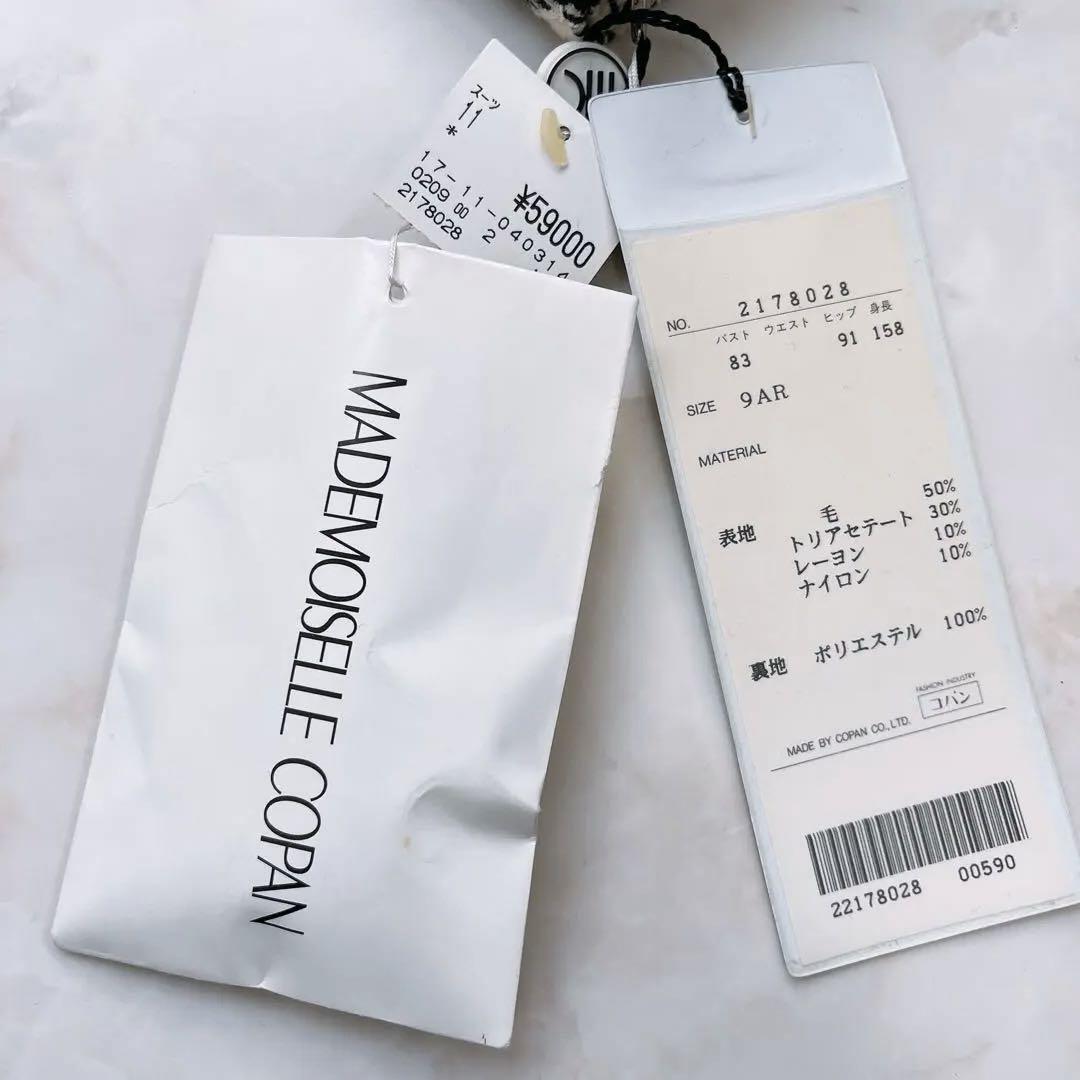 スーツ
11
*
17-11-040314
0209 00 2
2178028
¥59000
MADEMOISELLE COPAN
NO. 2178028
バスト ウエスト ヒップ 身長
83 91 158
SIZE 9AR
MATERIAL
表地 毛 50%
トリアセテート 30%
レーヨン 10%
ナイロン 10%
裏地 ポリエステル 100%
FASHION INDUSTRY
コパン
MADE BY COPAN CO.,LTD.
22178028 00590